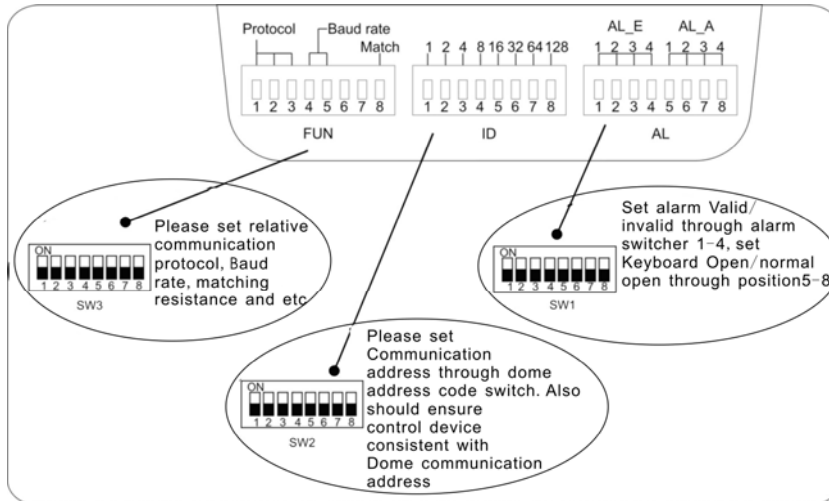 Protocol
Baud rate
Match
1 2 3 4 5 6 7 8
FUN
1 2 4 8 16 32 64 128
1 2 3 4 5 6 7 8
ID
AL_E AL_A
1 2 3 4 1 2 3 4
1 2 3 4 5 6 7 8
AL
Please set relative
communication
protocol, Baud
rate, matching
resistance and etc
ON
1 2 3 4 5 6 7 8
SW3
Please set
Communication
address through dome
address code switch. Also
should ensure
control device
consistent with
Dome communication
address
ON
1 2 3 4 5 6 7 8
SW2
Set alarm Valid/
invalid through alarm
switcher 1-4, set
Keyboard Open/normal
open through position5-8
ON
1 2 3 4 5 6 7 8
SW1